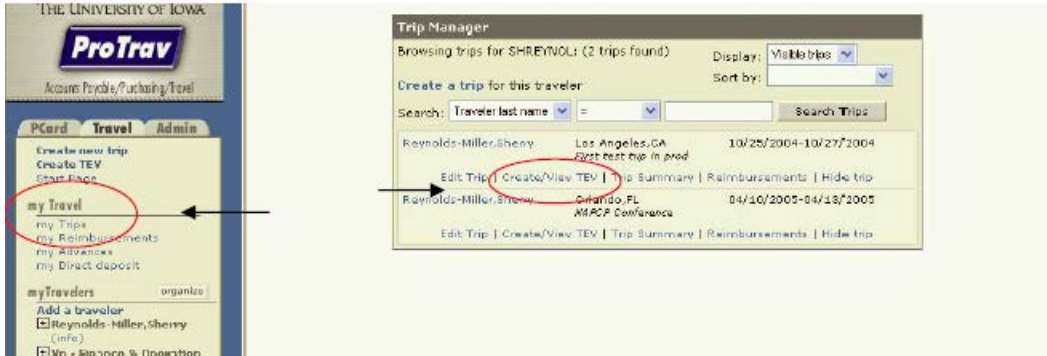 THE UNIVERSITY OF IOWA
ProTrav
Accounts Payable/Purchasing/Travel
PCard Travel Admin
Create new trip
Create TEV
Start Page
my Travel
my Trips
my Reimbursements
my Advances
my Direct deposit
myTravelers organize
Add a traveler
Reynolds-Miller,Sherry
(info)
Vp - Finance & Operation
Trip Manager
Browsing trips for SHREYNOL: (2 trips found)
Display: Visible trips
Create a trip for this traveler
Sort by:
Search: Traveler last name = Search Trips
Reynolds-Miller,Sherry Los Angeles,CA 10/25/2004-10/27/2004
First test trip in prod
Edit Trip | Create/View TEV | Trip Summary | Reimbursements | Hide trip
Reynolds-Miller,Sherry Orlando,FL 04/10/2005-04/13/2005
NAPCP Conference
Edit Trip | Create/View TEV | Trip Summary | Reimbursements | Hide trip